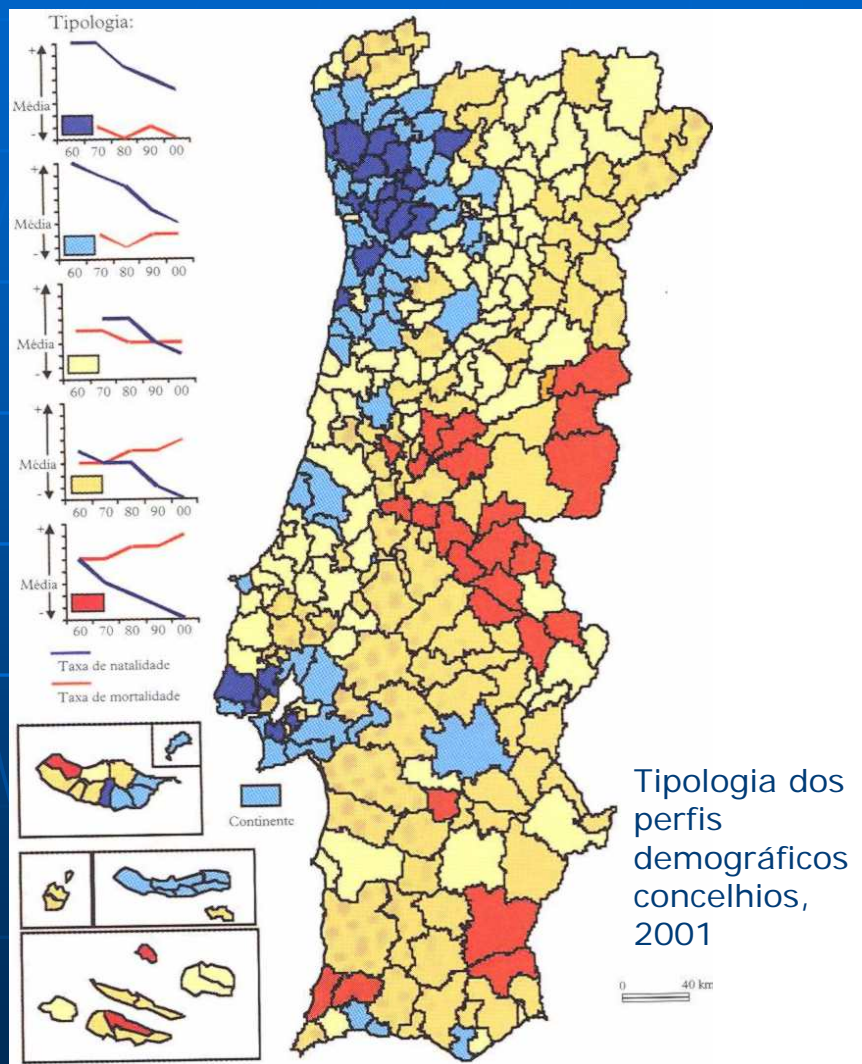 Tipologia:
+
Média
-
60 70 80 90 00
+
Média
-
60 70 80 90 00
+
Média
-
60 70 80 90 00
+
Média
-
60 70 80 90 00
+
Média
-
60 70 80 90 00
Taxa de natalidade
Taxa de mortalidade
Continente
Tipologia dos
perfis
demográficos
concelhios,
2001
0 40 km